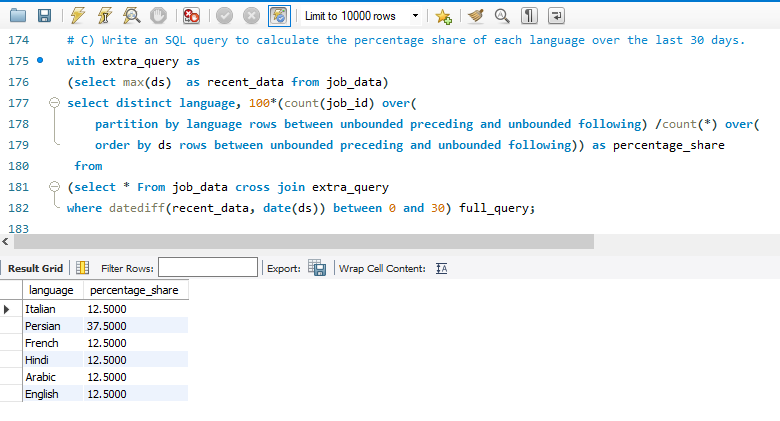 Limit to 10000 rows
174 # C) Write an SQL query to calculate the percentage share of each language over the last 30 days.
175 with extra_query as
176 (select max(ds)  as recent_data from job_data)
177 select distinct language, 100*(count(job_id) over(
178     partition by language rows between unbounded preceding and unbounded following) /count(*) over(
179     order by ds rows between unbounded preceding and unbounded following)) as percentage_share
180  from
181 (select * From job_data cross join extra_query
182 where datediff(recent_data, date(ds)) between 0 and 30) full_query;
183
Result Grid Filter Rows: Export: Wrap Cell Content: IA
language percentage_share
Italian 12.5000
Persian 37.5000
French 12.5000
Hindi 12.5000
Arabic 12.5000
English 12.5000